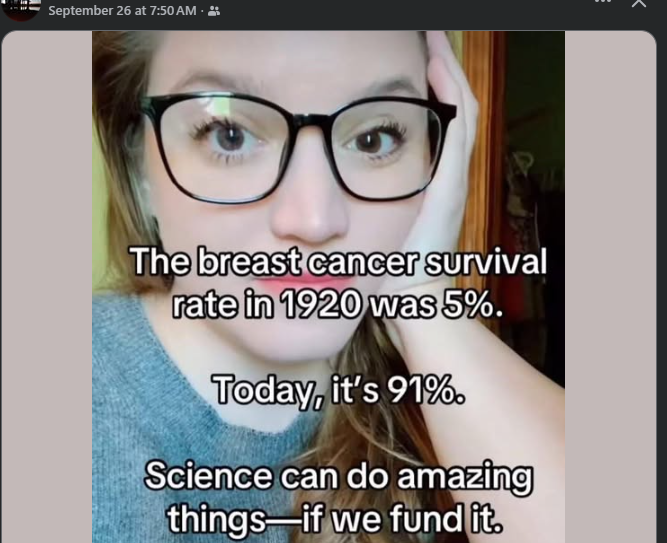 September 26 at 7:50 AM ·
The breast cancer survival
rate in 1920 was 5%.
Today, it's 91%.
Science can do amazing
things—if we fund it.